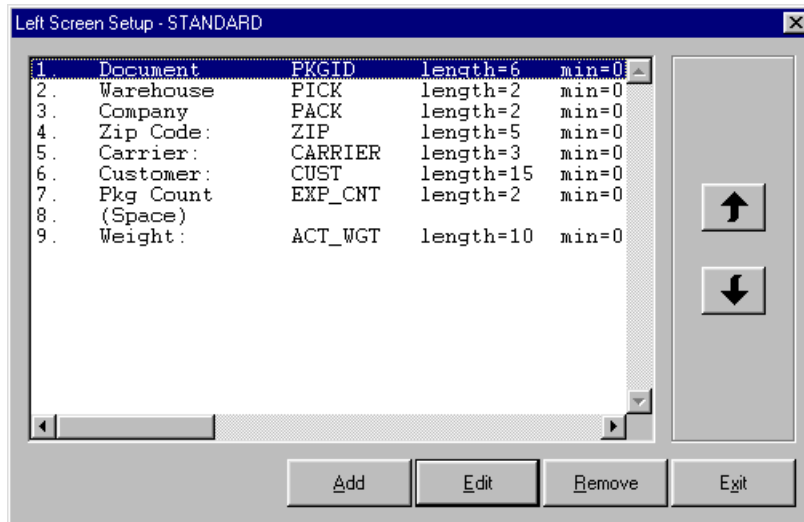 Left Screen Setup - STANDARD
1. Document PKGID length=6 min=0
2. Warehouse PICK length=2 min=0
3. Company PACK length=2 min=0
4. Zip Code: ZIP length=5 min=0
5. Carrier: CARRIER length=3 min=0
6. Customer: CUST length=15 min=0
7. Pkg Count EXP_CNT length=2 min=0
8. (Space)
9. Weight: ACT_WGT length=10 min=0
Add Edit Remove Exit